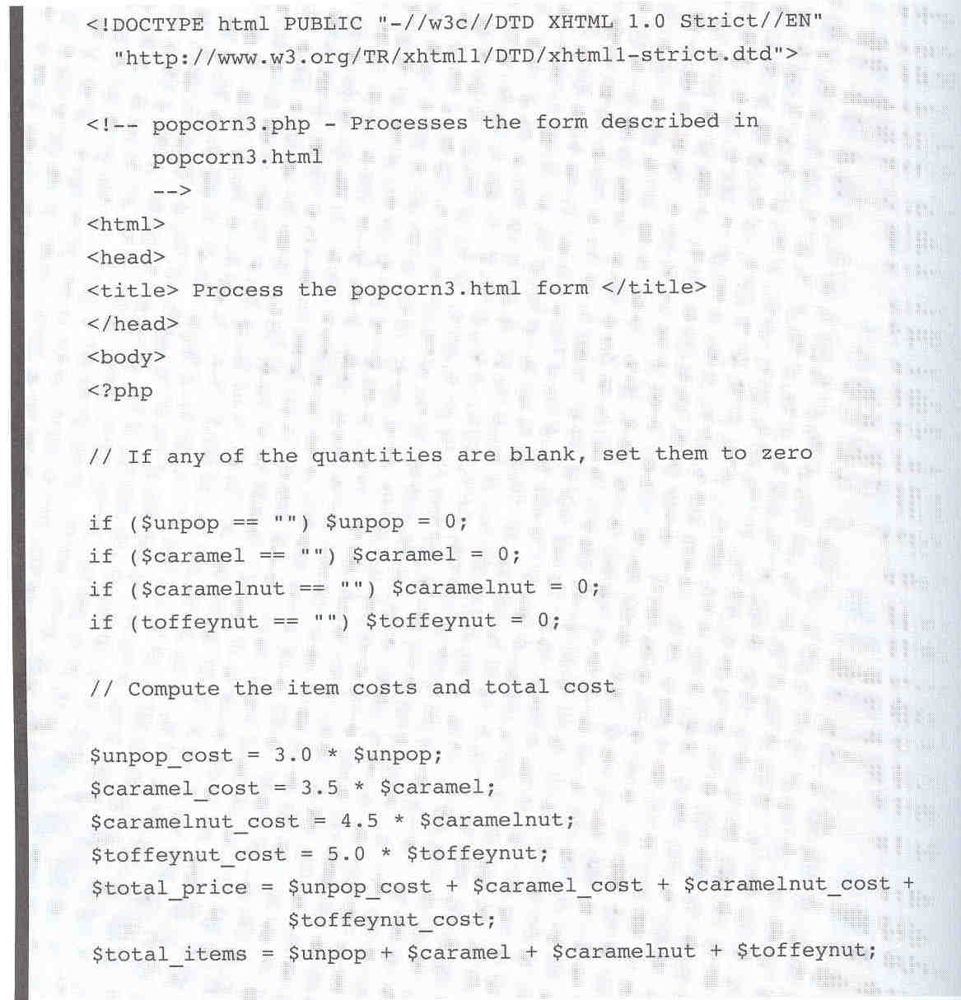 <!DOCTYPE html PUBLIC "-//w3c//DTD XHTML 1.0 Strict//EN"
"http://www.w3.org/TR/xhtml1/DTD/xhtml1-strict.dtd">
<!-- popcorn3.php - Processes the form described in
popcorn3.html
-->
<html>
<head>
<title> Process the popcorn3.html form </title>
</head>
<body>
<?php
// If any of the quantities are blank, set them to zero
if ($unpop == "") $unpop = 0;
if ($caramel == "") $caramel = 0;
if ($caramelnut == "") $caramelnut = 0;
if (toffeynut == "") $toffeynut = 0;
// Compute the item costs and total cost
$unpop_cost = 3.0 * $unpop;
$caramel_cost = 3.5 * $caramel;
$caramelnut_cost = 4.5 * $caramelnut;
$toffeynut_cost = 5.0 * $toffeynut;
$total_price = $unpop_cost + $caramel_cost + $caramelnut_cost +
$toffeynut_cost;
$total_items = $unpop + $caramel + $caramelnut + $toffeynut;